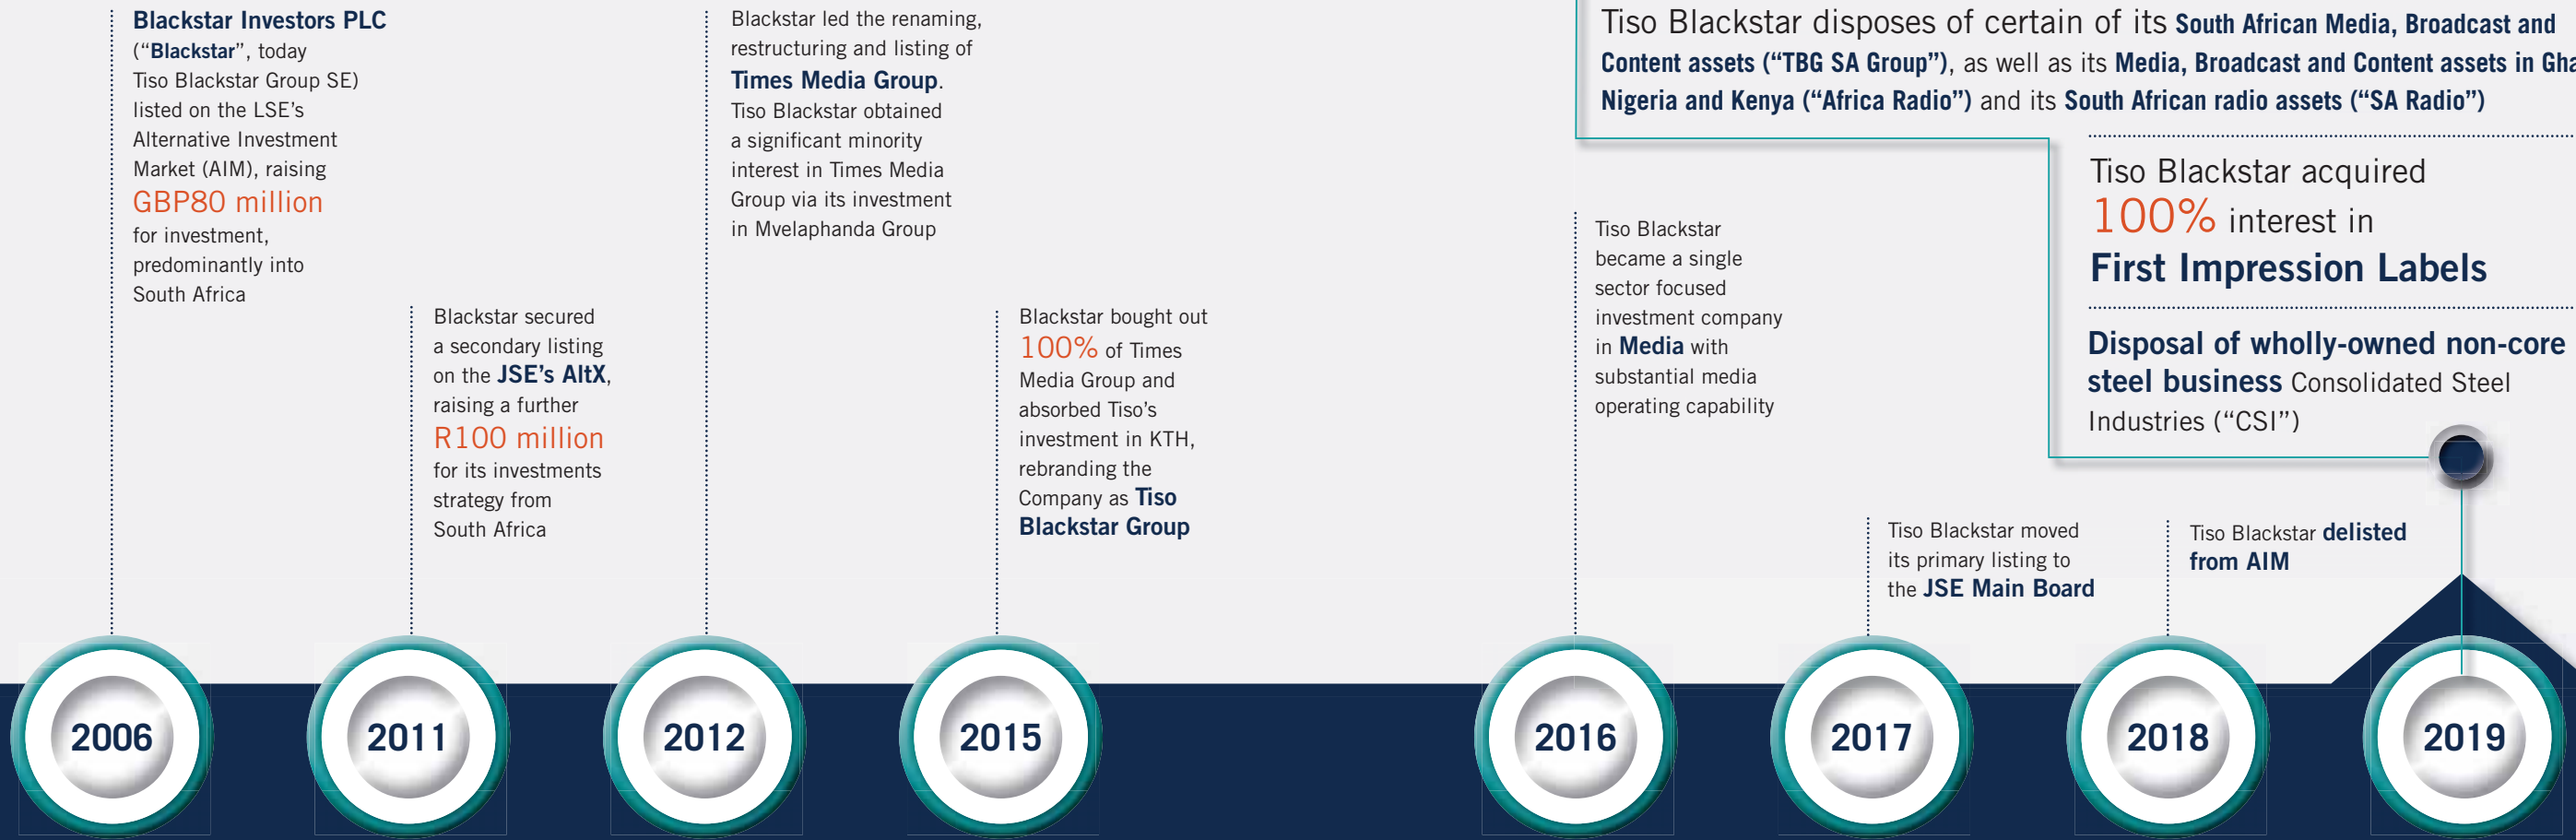 Blackstar Investors PLC
(“Blackstar”, today
Tiso Blackstar Group SE)
listed on the LSE’s
Alternative Investment
Market (AIM), raising
GBP80 million
for investment,
predominantly into
South Africa
Blackstar secured
a secondary listing
on the JSE’s AltX,
raising a further
R100 million
for its investments
strategy from
South Africa
Blackstar led the renaming,
restructuring and listing of
Times Media Group.
Tiso Blackstar obtained
a significant minority
interest in Times Media
Group via its investment
in Mvelaphanda Group
Blackstar bought out
100% of Times
Media Group and
absorbed Tiso’s
investment in KTH,
rebranding the
Company as Tiso
Blackstar Group
Tiso Blackstar
became a single
sector focused
investment company
in Media with
substantial media
operating capability
Tiso Blackstar moved
its primary listing to
the JSE Main Board
Tiso Blackstar delisted
from AIM
Tiso Blackstar disposes of certain of its South African Media, Broadcast and
Content assets (“TBG SA Group”), as well as its Media, Broadcast and Content assets in
Nigeria and Kenya (“Africa Radio”) and its South African radio assets (“SA Radio”)
Tiso Blackstar acquired
100% interest in
First Impression Labels
Disposal of wholly-owned non-core
steel business Consolidated Steel
Industries (“CSI”)
2006
2011
2012
2015
2016
2017
2018
2019